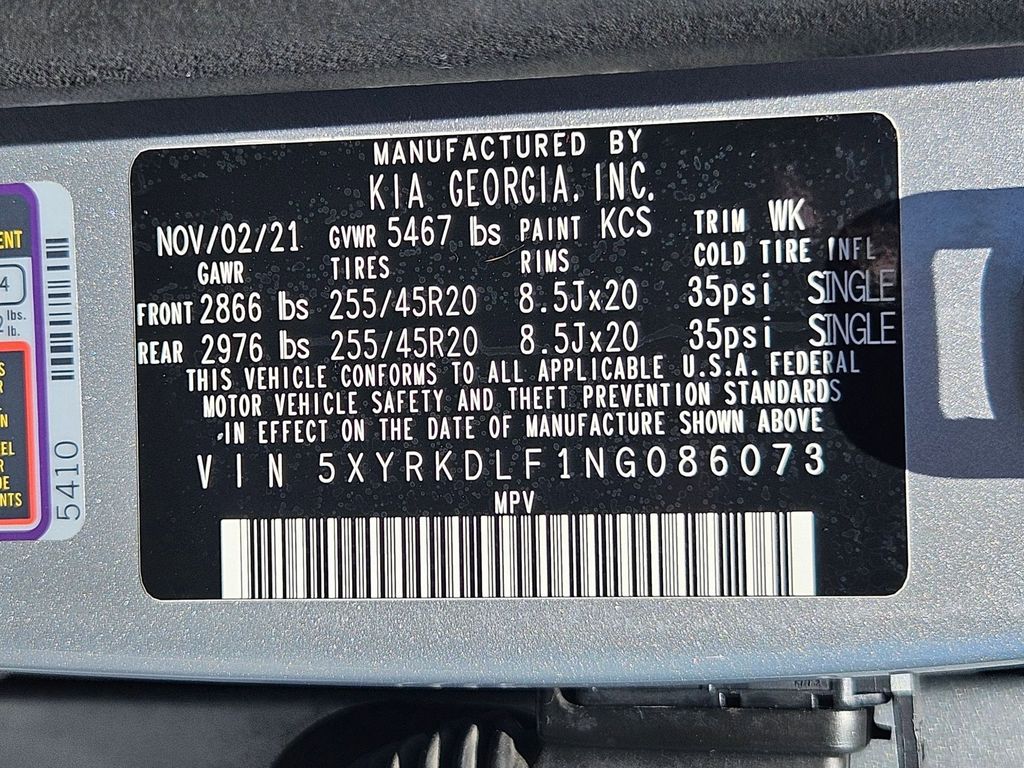 MANUFACTURED BY
KIA GEORGIA, INC.
NOV/02/21 GVWR 5467 lbs PAINT KCS TRIM WK
GAWR TIRES RIMS COLD TIRE INFL
FRONT 2866 lbs 255/45R20 8.5Jx20 35psi SINGLE
REAR 2976 lbs 255/45R20 8.5Jx20 35psi SINGLE
THIS VEHICLE CONFORMS TO ALL APPLICABLE U.S.A. FEDERAL
MOTOR VEHICLE SAFETY AND THEFT PREVENTION STANDARDS
IN EFFECT ON THE DATE OF MANUFACTURE SHOWN ABOVE
VIN 5XYRKDLF1NG086073
MPV
4
lbs.
lb.
5410